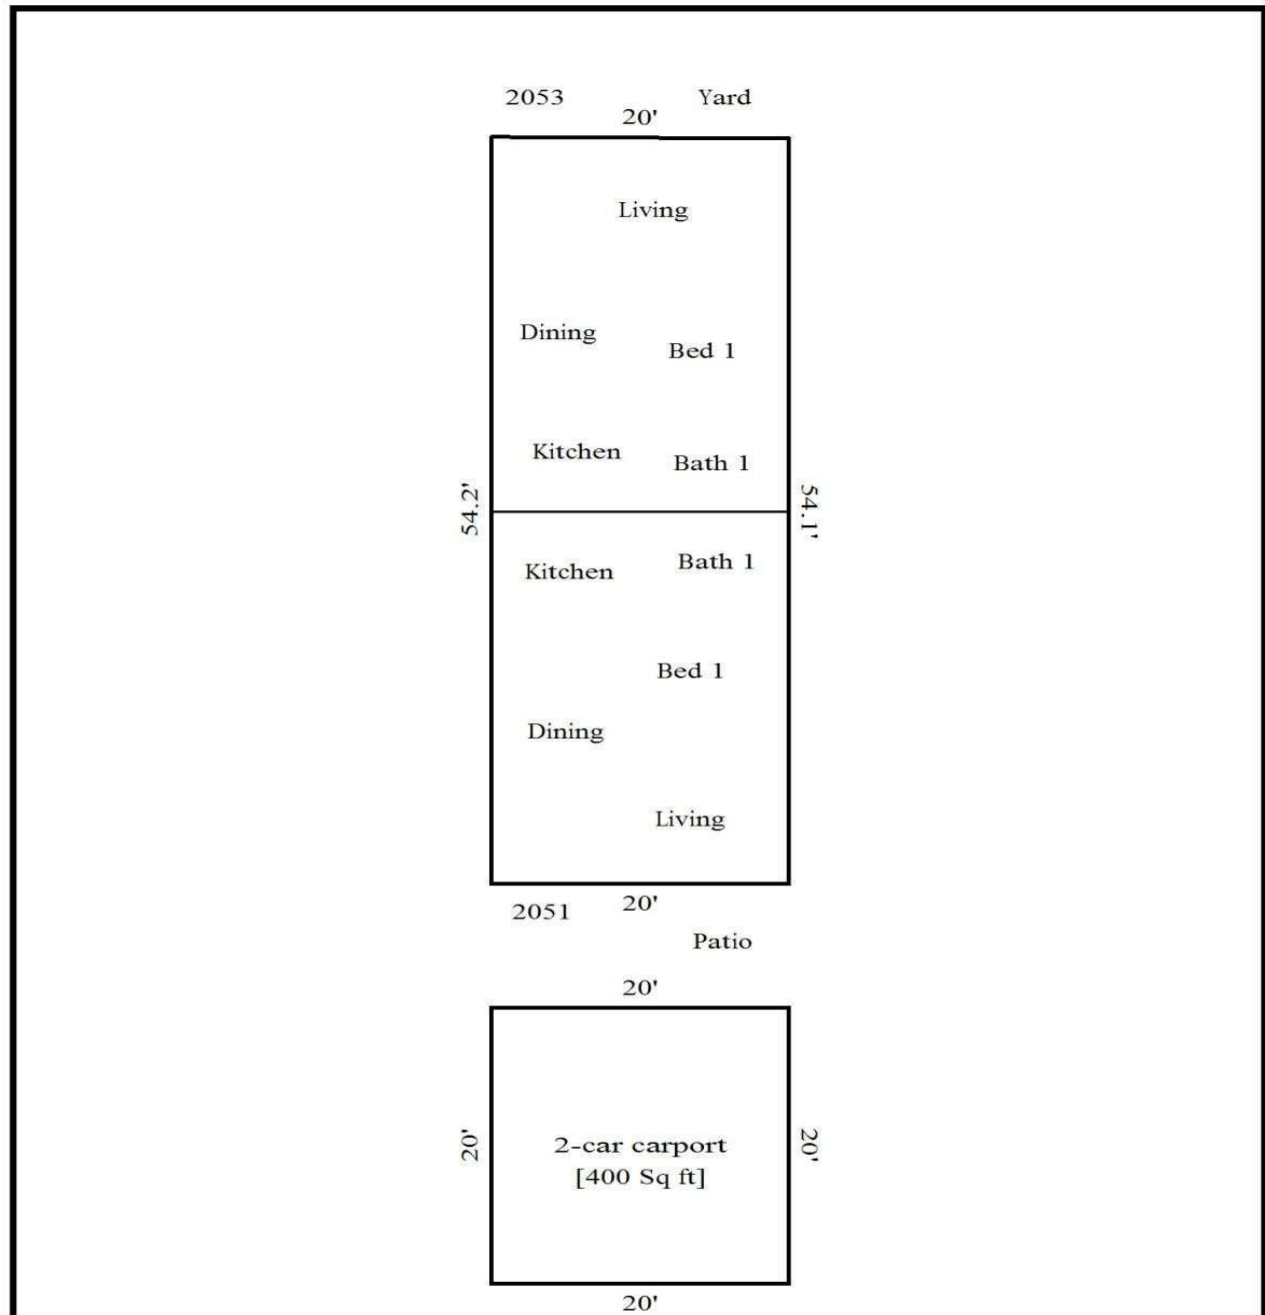 2053 Yard
20'
Living
Dining
Bed 1
Kitchen
Bath 1
54.2'
54.1'
Bath 1
Kitchen
Bed 1
Dining
Living
2051
20'
Patio
20'
20'
2-car carport
[400 Sq ft]
20'
20'